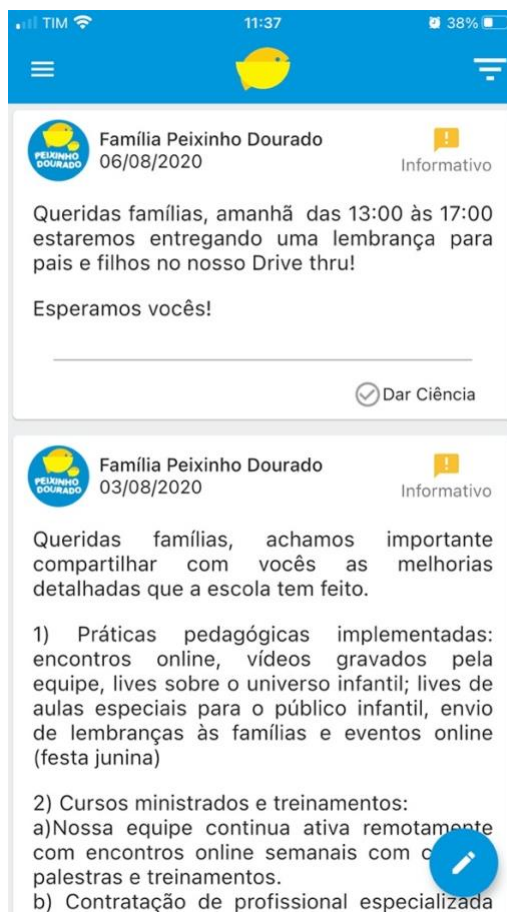 TIM 11:37 38%
PEIXINHO DOURADO
Família Peixinho Dourado
06/08/2020
Informativo
Queridas famílias, amanhã das 13:00 às 17:00
estaremos entregando uma lembrança para
pais e filhos no nosso Drive thru!
Esperamos vocês!
Dar Ciência
PEIXINHO DOURADO
Família Peixinho Dourado
03/08/2020
Informativo
Queridas famílias, achamos importante
compartilhar com vocês as melhorias
detalhadas que a escola tem feito.
1) Práticas pedagógicas implementadas:
encontros online, vídeos gravados pela
equipe, lives sobre o universo infantil; lives de
aulas especiais para o público infantil, envio
de lembranças às famílias e eventos online
(festa junina)
2) Cursos ministrados e treinamentos:
a)Nossa equipe continua ativa remotamente
com encontros online semanais com
palestras e treinamentos.
b) Contratação de profissional especializada